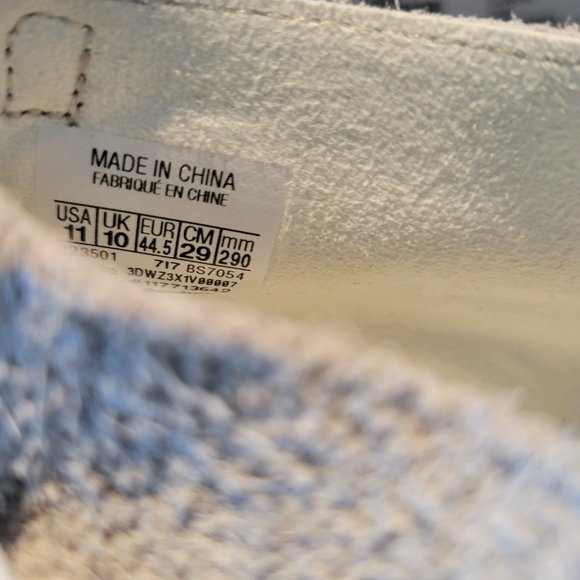 MADE IN CHINA
FABRIQUÉ EN CHINE
USA UK EUR CM mm
11 10 44.5 29 290
717 BS7054
3DWZ3X1V00007